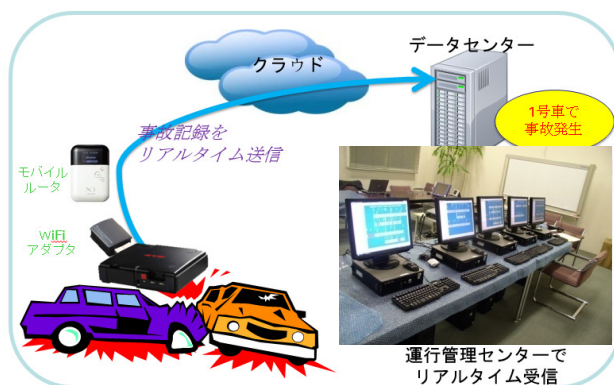 データセンター
クラウド
1号車で
事故発生
事故記録を
リアルタイム送信
モバイル
ルータ
WiFi
アダプタ
運行管理センターで
リアルタイム受信